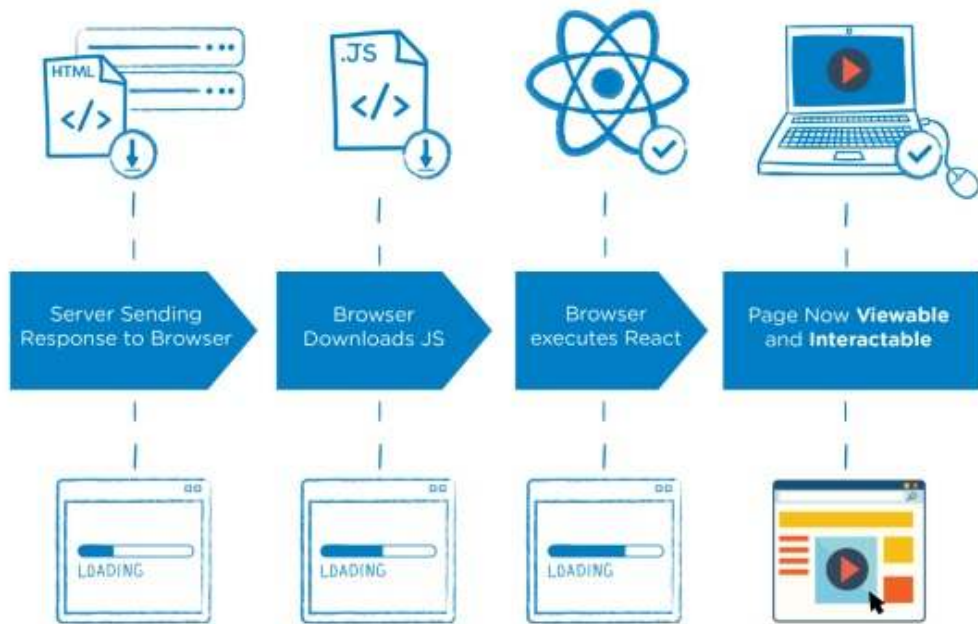 HTML
</>
.JS
</>
Server Sending
Response to Browser
Browser
Downloads JS
Browser
executes React
Page Now Viewable
and Interactable
LOADING
LOADING
LOADING